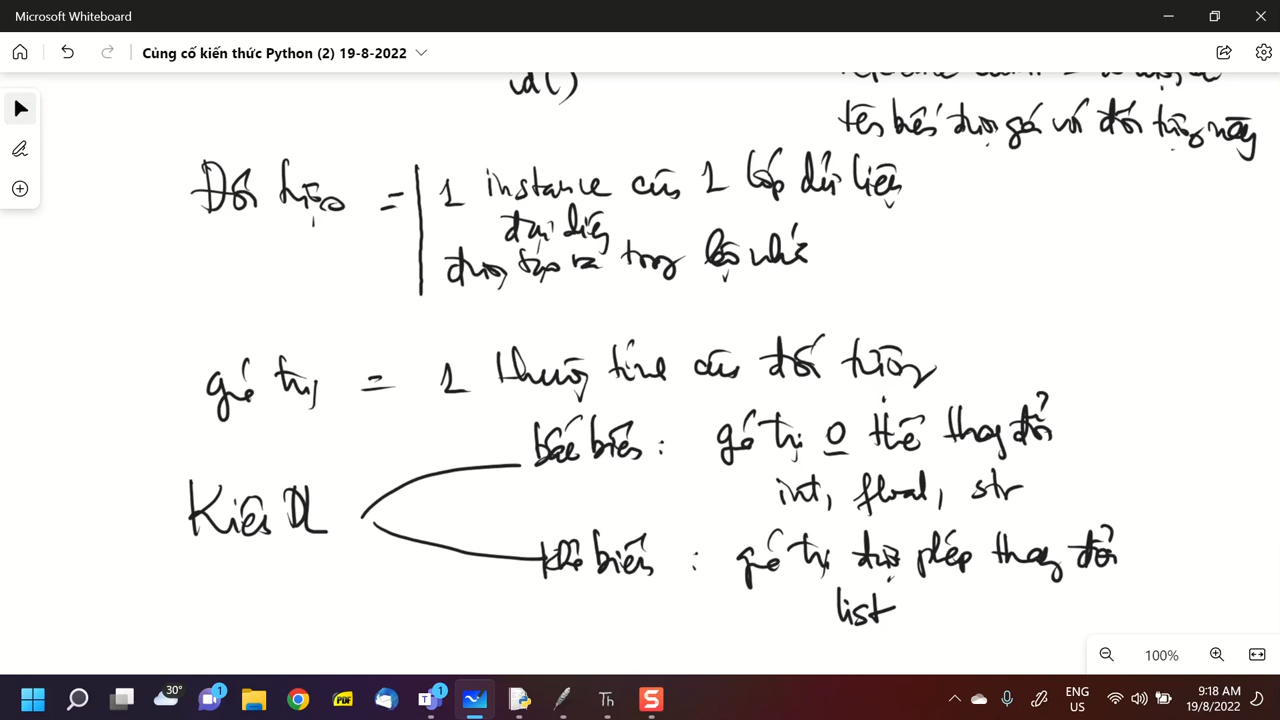 Microsoft Whiteboard
Củng cố kiến thức Python (2) 19-8-2022
id()
tên biến được gán với đối tượng này
Đối tượng = 1 instance của 1 lớp dữ liệu
đại diện
được tạo ra trong bộ nhớ
giá trị = 1 thuộc tính của đối tượng
bất biến : giá trị 0 thể thay đổi
int, float, str
Kiểu DL
khả biến : giá trị được phép thay đổi
list
100%
30°
1
PDF
1
Th
S
ENG
US
9:18 AM
19/8/2022